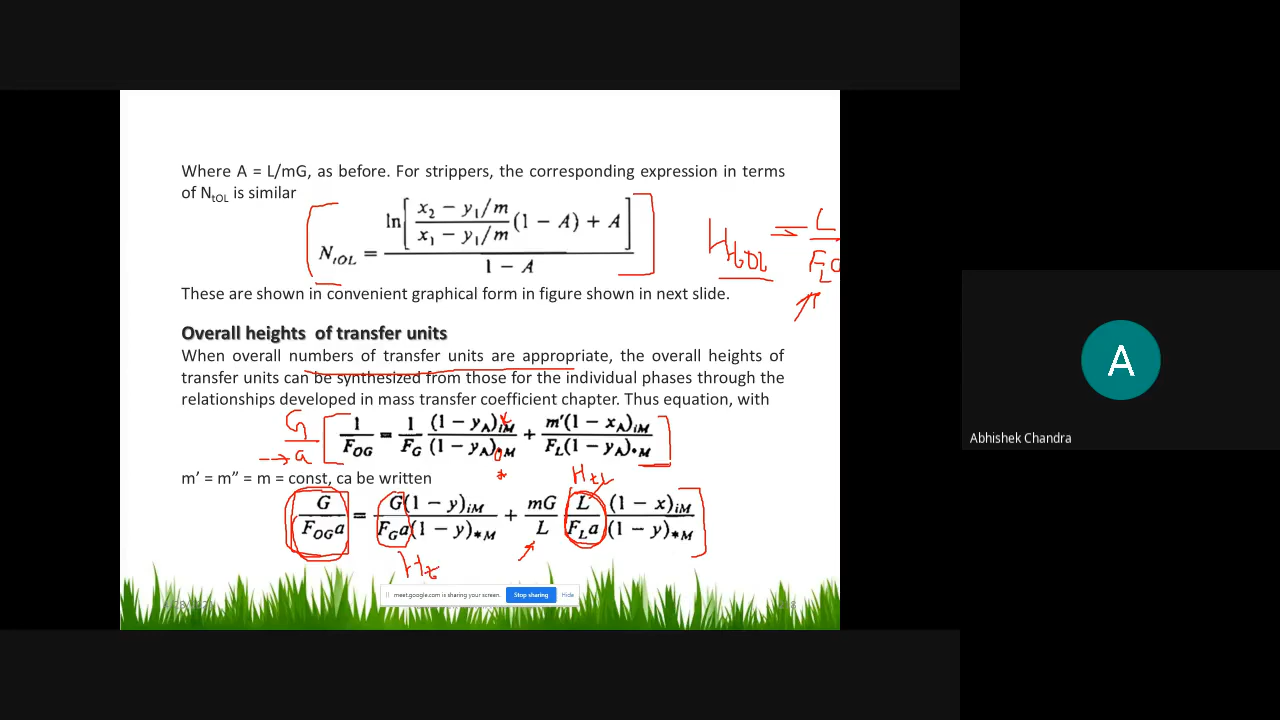 Where A = L/mG, as before. For strippers, the corresponding expression in terms
of NtOL is similar
NtOL = ln[ (x2 − y1/m)/(x1 − y1/m) (1 − A) + A ] / (1 − A)
HtOL = L/FL
These are shown in convenient graphical form in figure shown in next slide.
Overall heights of transfer units
When overall numbers of transfer units are appropriate, the overall heights of
transfer units can be synthesized from those for the individual phases through the
relationships developed in mass transfer coefficient chapter. Thus equation, with
G/a
1/FOG = 1/FG (1 − yA)iM/(1 − yA)*M + m′(1 − xA)iM/FL(1 − yA)*M
m′ = m″ = m = const, ca be written
HtL
G/FOGa = G(1 − y)iM/FGa(1 − y)*M + mG/L L/FLa (1 − x)iM/(1 − y)*M
Ht
meet.google.com is sharing your screen.
Stop sharing
Hide
A
Abhishek Chandra